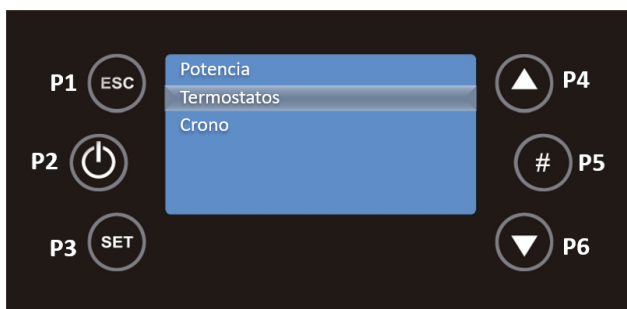 P1 ESC
Potencia
Termostatos
Crono
P4
P2
# P5
P3 SET
P6